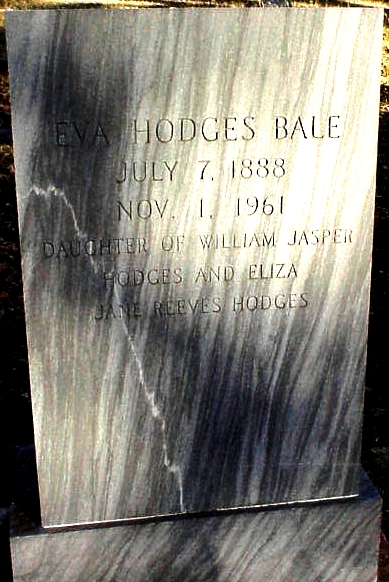 EVA HODGES BALE
JULY 7, 1888
NOV. 1, 1961
DAUGHTER OF WILLIAM JASPER
HODGES AND ELIZA
JANE REEVES HODGES